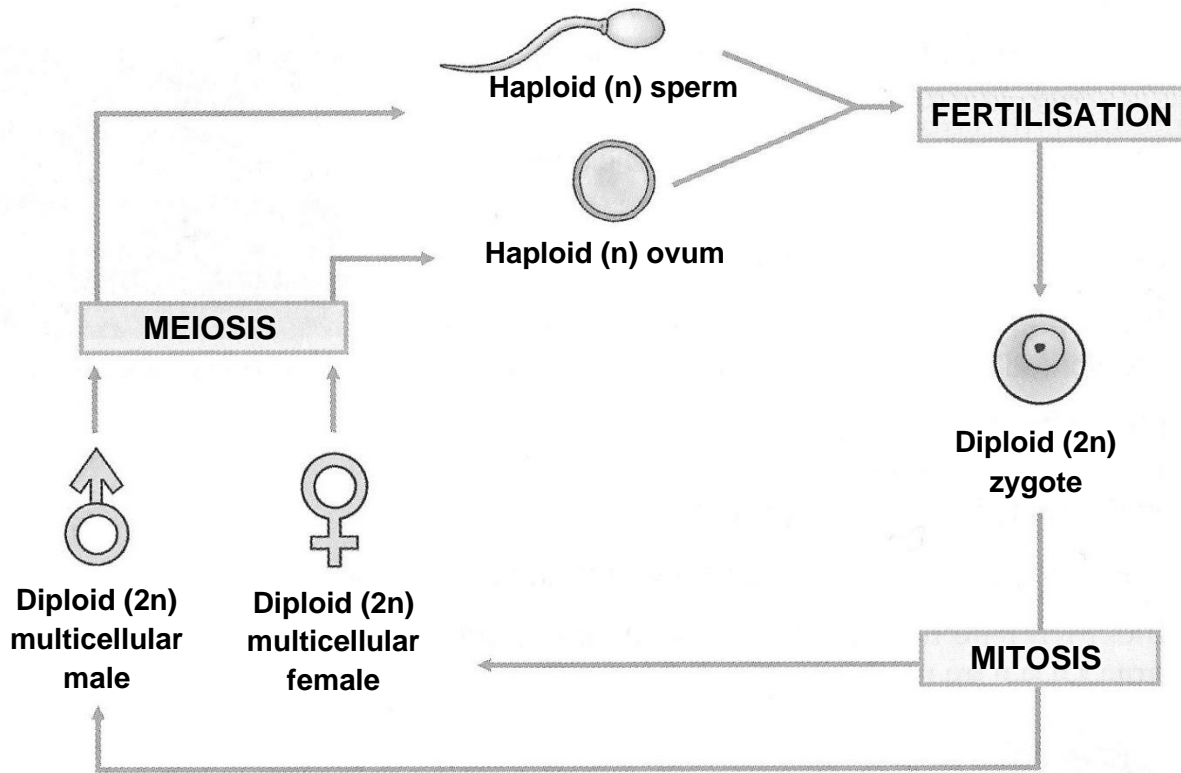 Haploid (n) sperm
FERTILISATION
Haploid (n) ovum
MEIOSIS
Diploid (2n)
zygote
Diploid (2n)
multicellular
male
Diploid (2n)
multicellular
female
MITOSIS